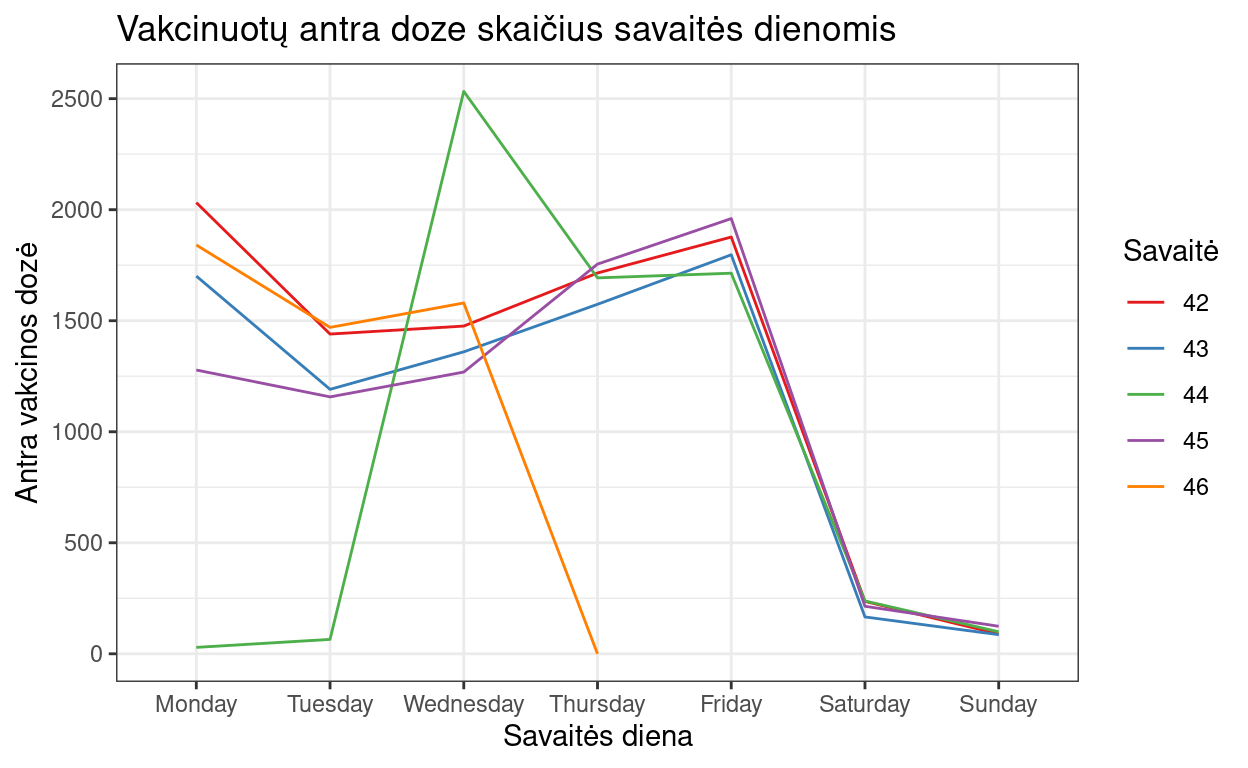 Vakcinuotų antra doze skaičius savaitės dienomis
Antra vakcinos dozė
2500
2000
1500
1000
500
0
Monday Tuesday Wednesday Thursday Friday Saturday Sunday
Savaitės diena
Savaitė
42
43
44
45
46